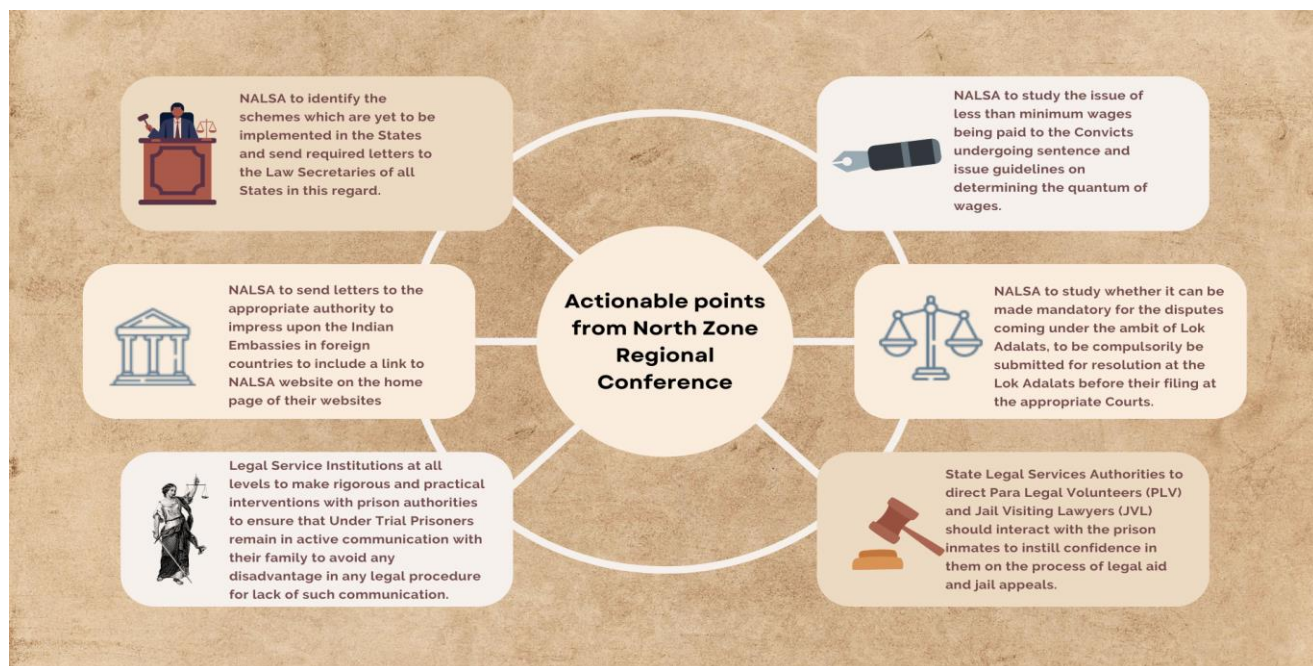 NALSA to identify the
schemes which are yet to be
implemented in the States
and send required letters to
the Law Secretaries of all
States in this regard.
NALSA to study the issue of
less than minimum wages
being paid to the Convicts
undergoing sentence and
issue guidelines on
determining the quantum of
wages.
NALSA to send letters to the
appropriate authority to
impress upon the Indian
Embassies in foreign
countries to include a link to
NALSA website on the home
page of their websites
Actionable points
from North Zone
Regional
Conference
NALSA to study whether it can be
made mandatory for the disputes
coming under the ambit of Lok
Adalats, to be compulsorily be
submitted for resolution at the
Lok Adalats before their filing at
the appropriate Courts.
Legal Service Institutions at all
levels to make rigorous and practical
interventions with prison authorities
to ensure that Under Trial Prisoners
remain in active communication with
their family to avoid any
disadvantage in any legal procedure
for lack of such communication.
State Legal Services Authorities to
direct Para Legal Volunteers (PLV)
and Jail Visiting Lawyers (JVL)
should interact with the prison
inmates to instill confidence in
them on the process of legal aid
and jail appeals.